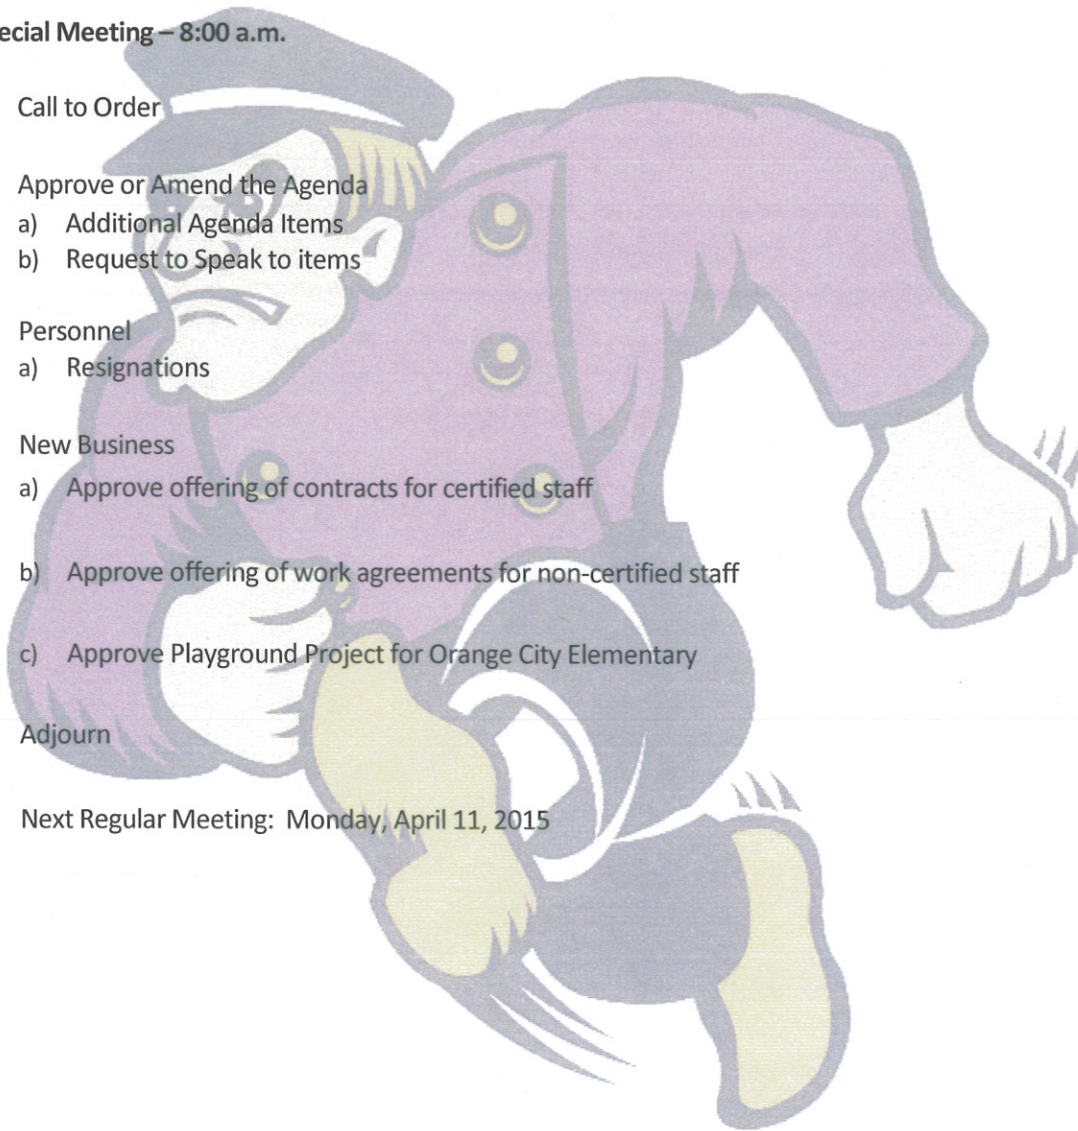 ecial Meeting – 8:00 a.m.
Call to Order
Approve or Amend the Agenda
a) Additional Agenda Items
b) Request to Speak to items
Personnel
a) Resignations
New Business
a) Approve offering of contracts for certified staff
b) Approve offering of work agreements for non-certified staff
c) Approve Playground Project for Orange City Elementary
Adjourn
Next Regular Meeting: Monday, April 11, 2015